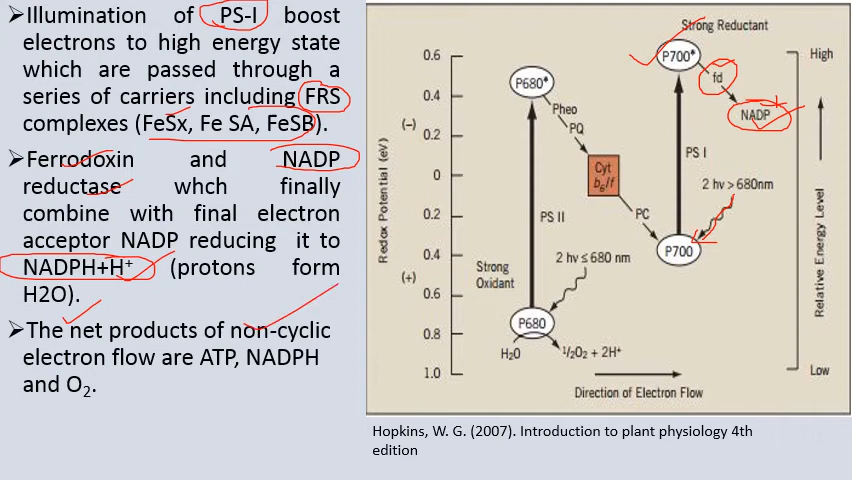 ➢Illumination of PS-I boost
electrons to high energy state
which are passed through a
series of carriers including FRS
complexes (FeSx, Fe SA, FeSB).
➢Ferrodoxin and NADP
reductase whch finally
combine with final electron
acceptor NADP reducing it to
NADPH+H⁺ (protons form
H2O).
➢The net products of non-cyclic
electron flow are ATP, NADPH
and O₂.
Strong Reductant
0.6
P700*
High
fd
P680*
0.4
Pheo
NADP
+
(−)
PQ
0.2
PS I
Redox Potential (eV)
0
Cyt
b₆/f
2 hv > 680nm
0.2
PS II
PC
Relative Energy Level
0.4
P700
2 hv ≤ 680 nm
(+)
Strong
Oxidant
0.6
P680
0.8
H₂O
½O₂ + 2H⁺
1.0
Low
Direction of Electron Flow
Hopkins, W. G. (2007). Introduction to plant physiology 4th
edition